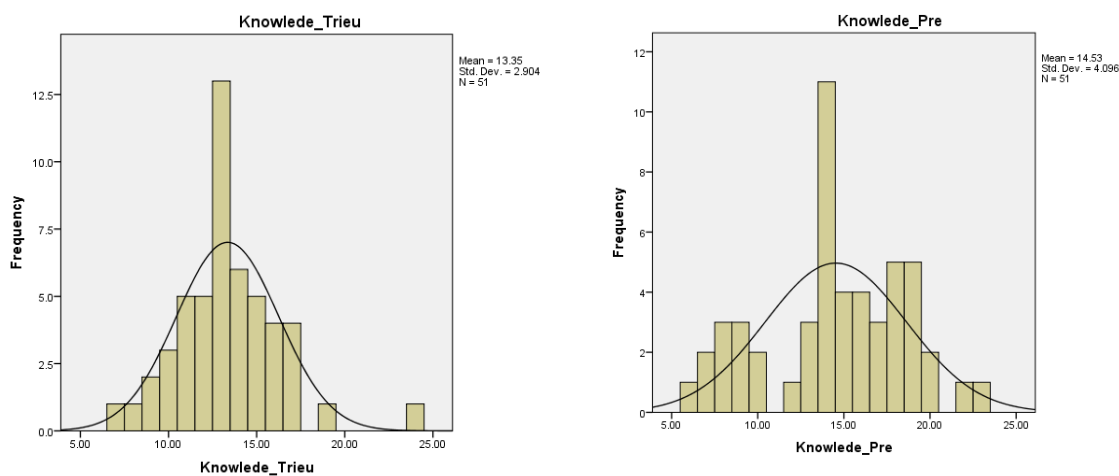 Knowlede_Trieu
Mean = 13.35
Std. Dev. = 2.904
N = 51
12.5
10.0
7.5
5.0
2.5
0.0
Frequency
5.00 10.00 15.00 20.00 25.00
Knowlede_Trieu
Knowlede_Pre
Mean = 14.53
Std. Dev. = 4.096
N = 51
12
10
8
6
4
2
0
Frequency
5.00 10.00 15.00 20.00 25.00
Knowlede_Pre